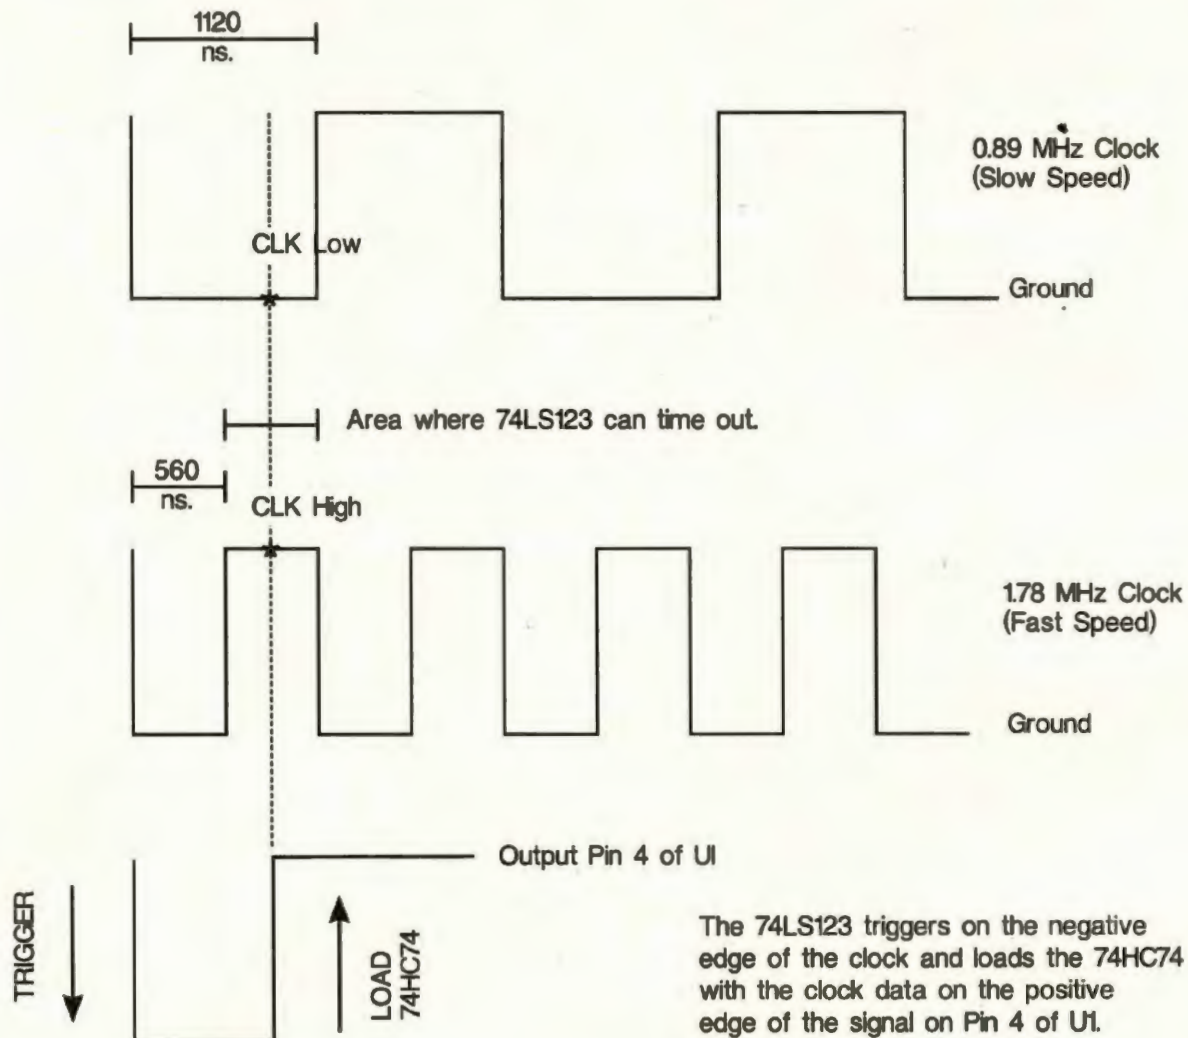 1120
ns.
0.89 MHz Clock
(Slow Speed)
CLK Low
Ground
Area where 74LS123 can time out.
560
ns.
CLK High
1.78 MHz Clock
(Fast Speed)
Ground
Output Pin 4 of UI
TRIGGER
LOAD
74HC74
The 74LS123 triggers on the negative
edge of the clock and loads the 74HC74
with the clock data on the positive
edge of the signal on Pin 4 of U1.